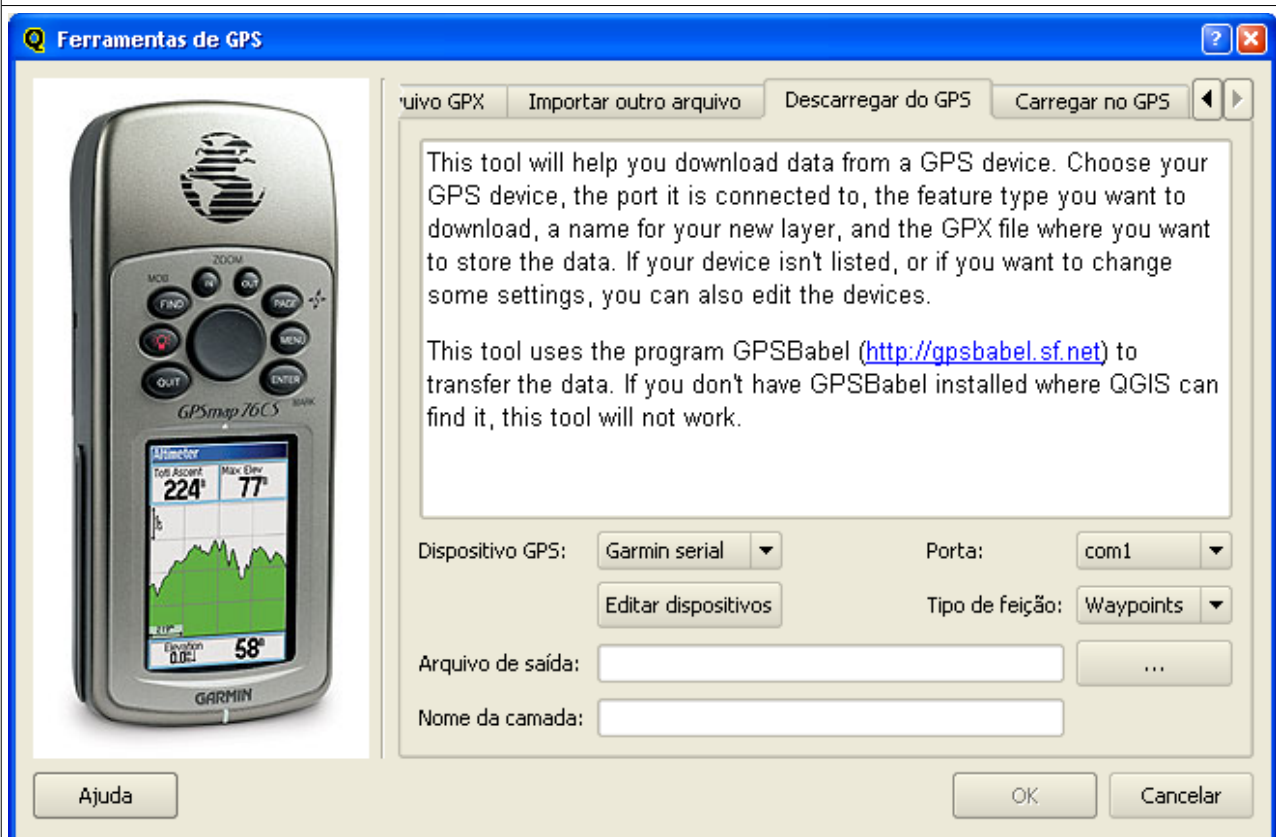 Ferramentas de GPS
uivo GPX
Importar outro arquivo
Descarregar do GPS
Carregar no GPS
This tool will help you download data from a GPS device. Choose your
GPS device, the port it is connected to, the feature type you want to
download, a name for your new layer, and the GPX file where you want
to store the data. If your device isn't listed, or if you want to change
some settings, you can also edit the devices.
This tool uses the program GPSBabel (http://gpsbabel.sf.net) to
transfer the data. If you don't have GPSBabel installed where QGIS can
find it, this tool will not work.
ZOOM
MOB
IN
OUT
FIND
PAGE
MENU
QUIT
ENTER
MARK
GPSmap 76CS
Altimeter
Totl Ascent
Max Elev
224
77
Elevation
58
GARMIN
Dispositivo GPS:
Garmin serial
Porta:
com1
Editar dispositivos
Tipo de feição:
Waypoints
Arquivo de saída:
...
Nome da camada:
Ajuda
OK
Cancelar